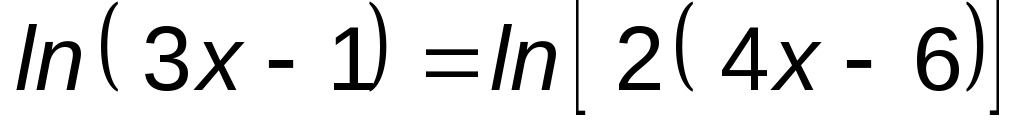 ln(3x - 1) = ln[2(4x - 6)]